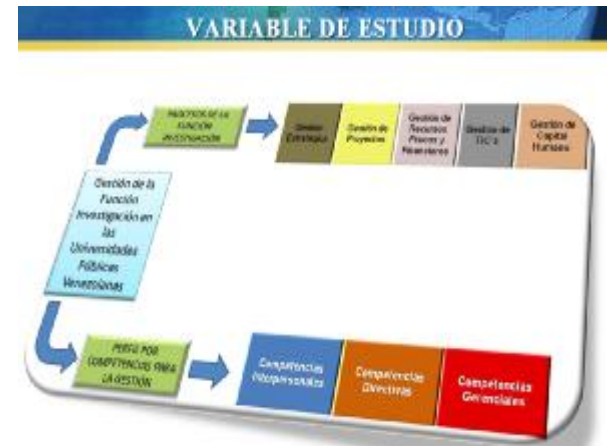 VARIABLE DE ESTUDIO
PROCESOS DE LA
FUNCIÓN
INVESTIGACIÓN
Gestión
Estratégica
Gestión de
Proyectos
Gestión de
Recursos
Físicos y
Financieros
Gestión de
TIC's
Gestión de
Capital
Humano
Gestión de la
Función
Investigación en
las
Universidades
Públicas
Venezolanas
PERFIL POR
COMPETENCIAS PARA
LA GESTIÓN
Competencias
Interpersonales
Competencias
Directivas
Competencias
Gerenciales